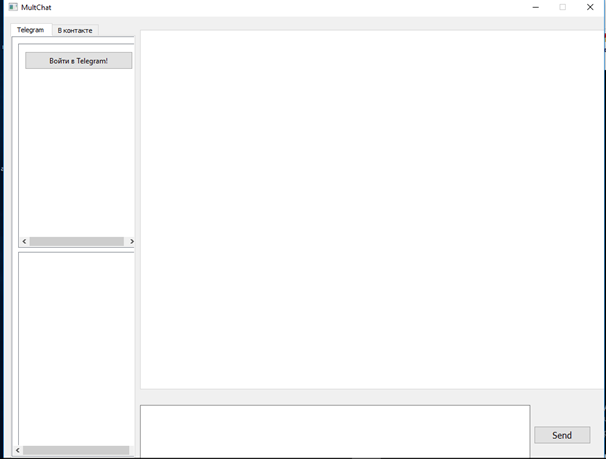 MultChat
Telegram
В контакте
Войти в Telegram!
Send